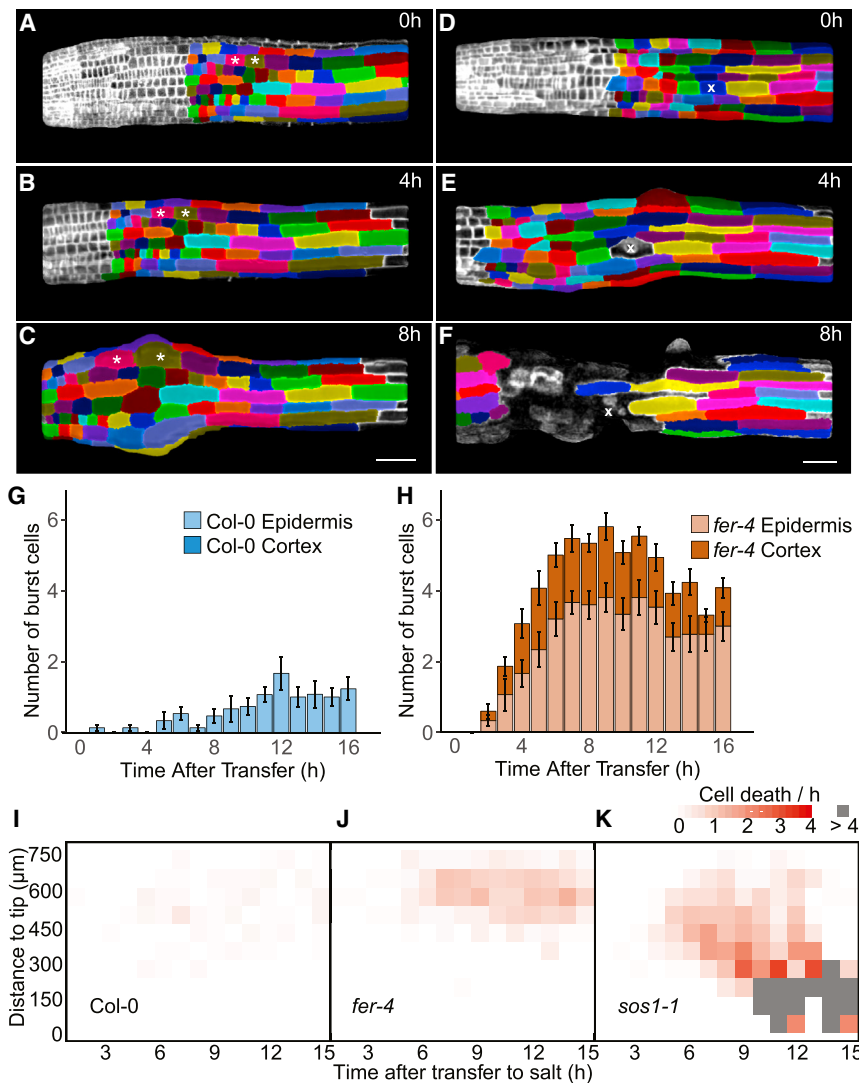 A 0h
* *
D 0h
x
B 4h
* *
E 4h
x
C 8h
* *
F 8h
x
G
Number of burst cells
6
4
2
0
Col-0 Epidermis
Col-0 Cortex
0 4 8 12 16
Time After Transfer (h)
H
Number of burst cells
6
4
2
0
fer-4 Epidermis
fer-4 Cortex
0 4 8 12 16
Time After Transfer (h)
Cell death / h
0 1 2 3 4 > 4
I J K
Distance to tip (µm)
750
600
450
300
150
0
Col-0
fer-4
sos1-1
3 6 9 12 15 3 6 9 12 15 3 6 9 12 15
Time after transfer to salt (h)